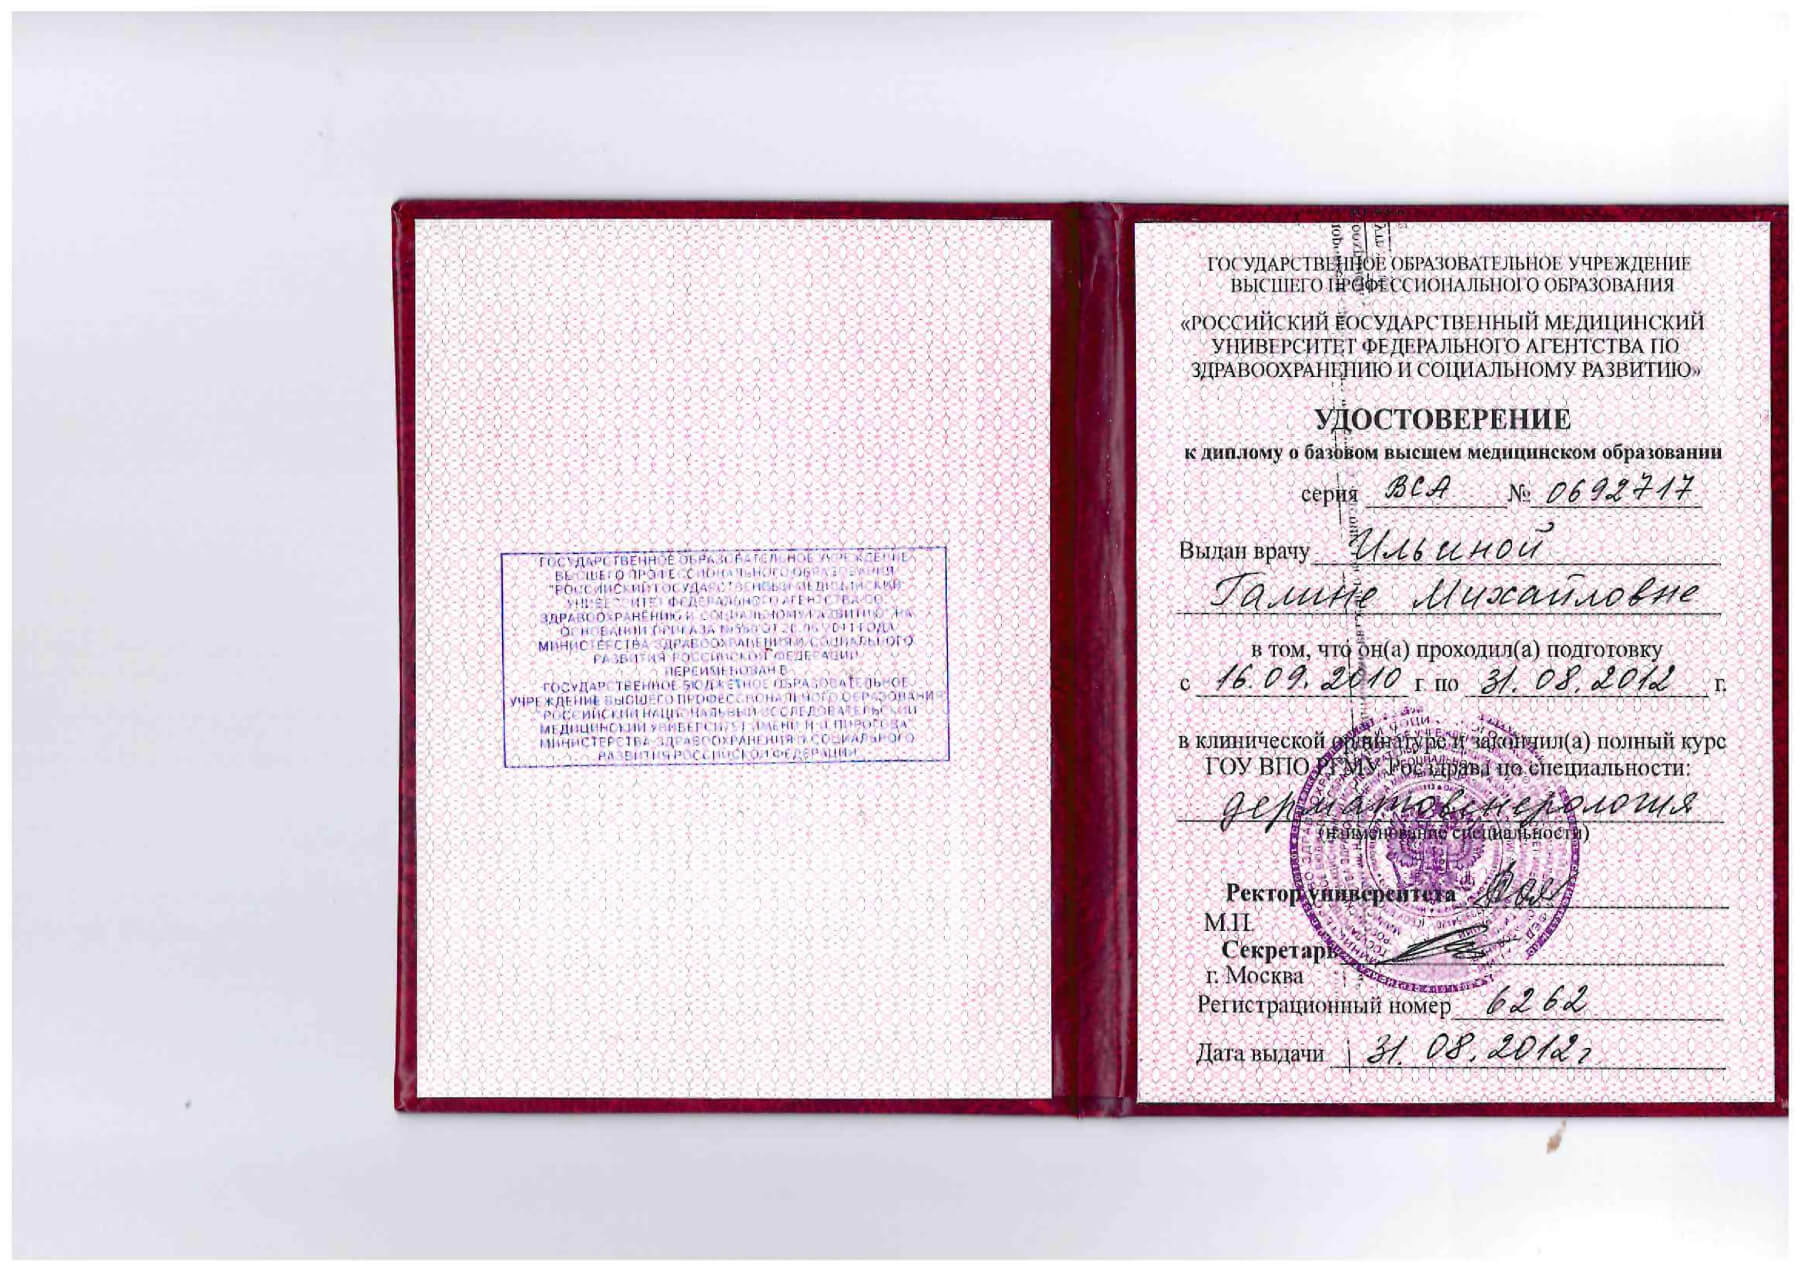 ГОСУДАРСТВЕННОЕ ОБРАЗОВАТЕЛЬНОЕ УЧРЕЖДЕНИЕ
ВЫСШЕГО ПРОФЕССИОНАЛЬНОГО ОБРАЗОВАНИЯ
"РОССИЙСКИЙ ГОСУДАРСТВЕННЫЙ МЕДИЦИНСКИЙ
УНИВЕРСИТЕТ ФЕДЕРАЛЬНОГО АГЕНТСТВА ПО
ЗДРАВООХРАНЕНИЮ И СОЦИАЛЬНОМУ РАЗВИТИЮ" НА
ОСНОВАНИИ ПРИКАЗА
МИНИСТЕРСТВА ЗДРАВООХРАНЕНИЯ И СОЦИАЛЬНОГО
РАЗВИТИЯ РОССИЙСКОЙ ФЕДЕРАЦИИ
ПЕРЕИМЕНОВАН В
ГОСУДАРСТВЕННОЕ БЮДЖЕТНОЕ ОБРАЗОВАТЕЛЬНОЕ
УЧРЕЖДЕНИЕ ВЫСШЕГО ПРОФЕССИОНАЛЬНОГО ОБРАЗОВАНИЯ
"РОССИЙСКИЙ НАЦИОНАЛЬНЫЙ ИССЛЕДОВАТЕЛЬСКИЙ
МЕДИЦИНСКИЙ УНИВЕРСИТЕТ ИМЕНИ Н.И. ПИРОГОВА"
МИНИСТЕРСТВА ЗДРАВООХРАНЕНИЯ И СОЦИАЛЬНОГО
РАЗВИТИЯ РОССИЙСКОЙ ФЕДЕРАЦИИ
ГОСУДАРСТВЕННОЕ ОБРАЗОВАТЕЛЬНОЕ УЧРЕЖДЕНИЕ
ВЫСШЕГО ПРОФЕССИОНАЛЬНОГО ОБРАЗОВАНИЯ
«РОССИЙСКИЙ ГОСУДАРСТВЕННЫЙ МЕДИЦИНСКИЙ
УНИВЕРСИТЕТ ФЕДЕРАЛЬНОГО АГЕНТСТВА ПО
ЗДРАВООХРАНЕНИЮ И СОЦИАЛЬНОМУ РАЗВИТИЮ»
УДОСТОВЕРЕНИЕ
к диплому о базовом высшем медицинском образовании
серия ВСА № 0692717
Выдан врачу Ильиной
Галине Михайловне
в том, что он(а) проходил(а) подготовку
с 16.09.2010 г. по 31.08.2012 г.
в клинической ординатуре и закончил(а) полный курс
ГОУ ВПО РГМУ Росздрава по специальности:
дерматовенерология
(наименование специальности)
Ректор университета
М.П.
Секретарь
г. Москва
Регистрационный номер 6262
Дата выдачи 31.08.2012г